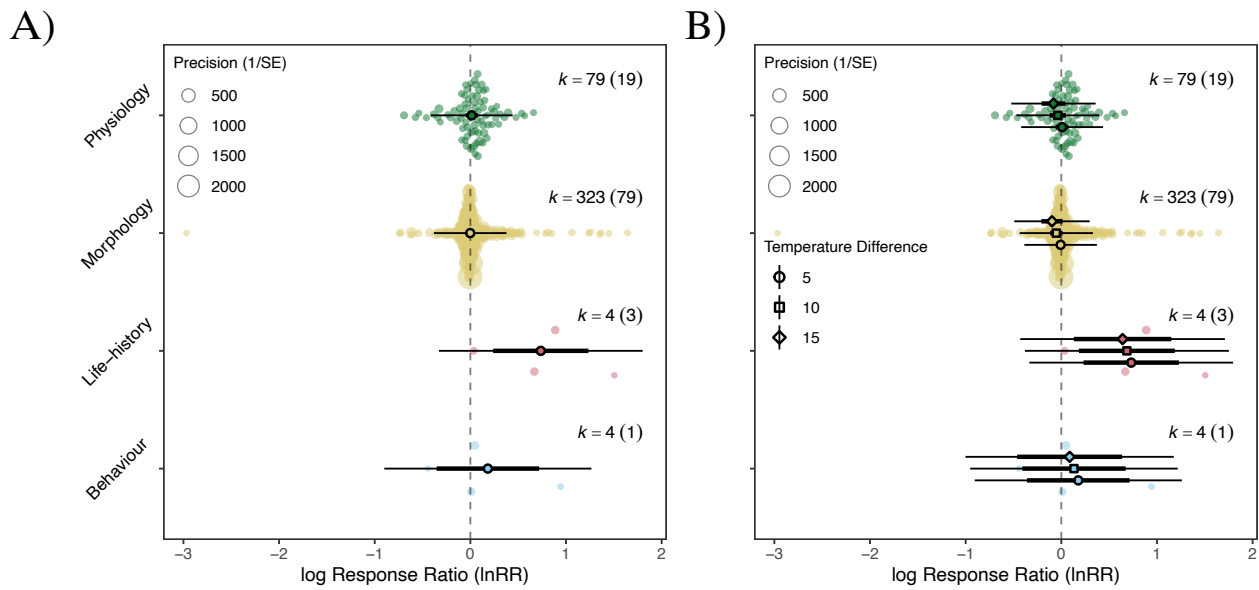 A)
Precision (1/SE)
500
1000
1500
2000
k = 79 (19)
k = 323 (79)
k = 4 (3)
k = 4 (1)
Physiology
Morphology
Life−history
Behaviour
−3
−2
−1
0
1
2
log Response Ratio (lnRR)
B)
Precision (1/SE)
500
1000
1500
2000
Temperature Difference
5
10
15
k = 79 (19)
k = 323 (79)
k = 4 (3)
k = 4 (1)
−3
−2
−1
0
1
2
log Response Ratio (lnRR)